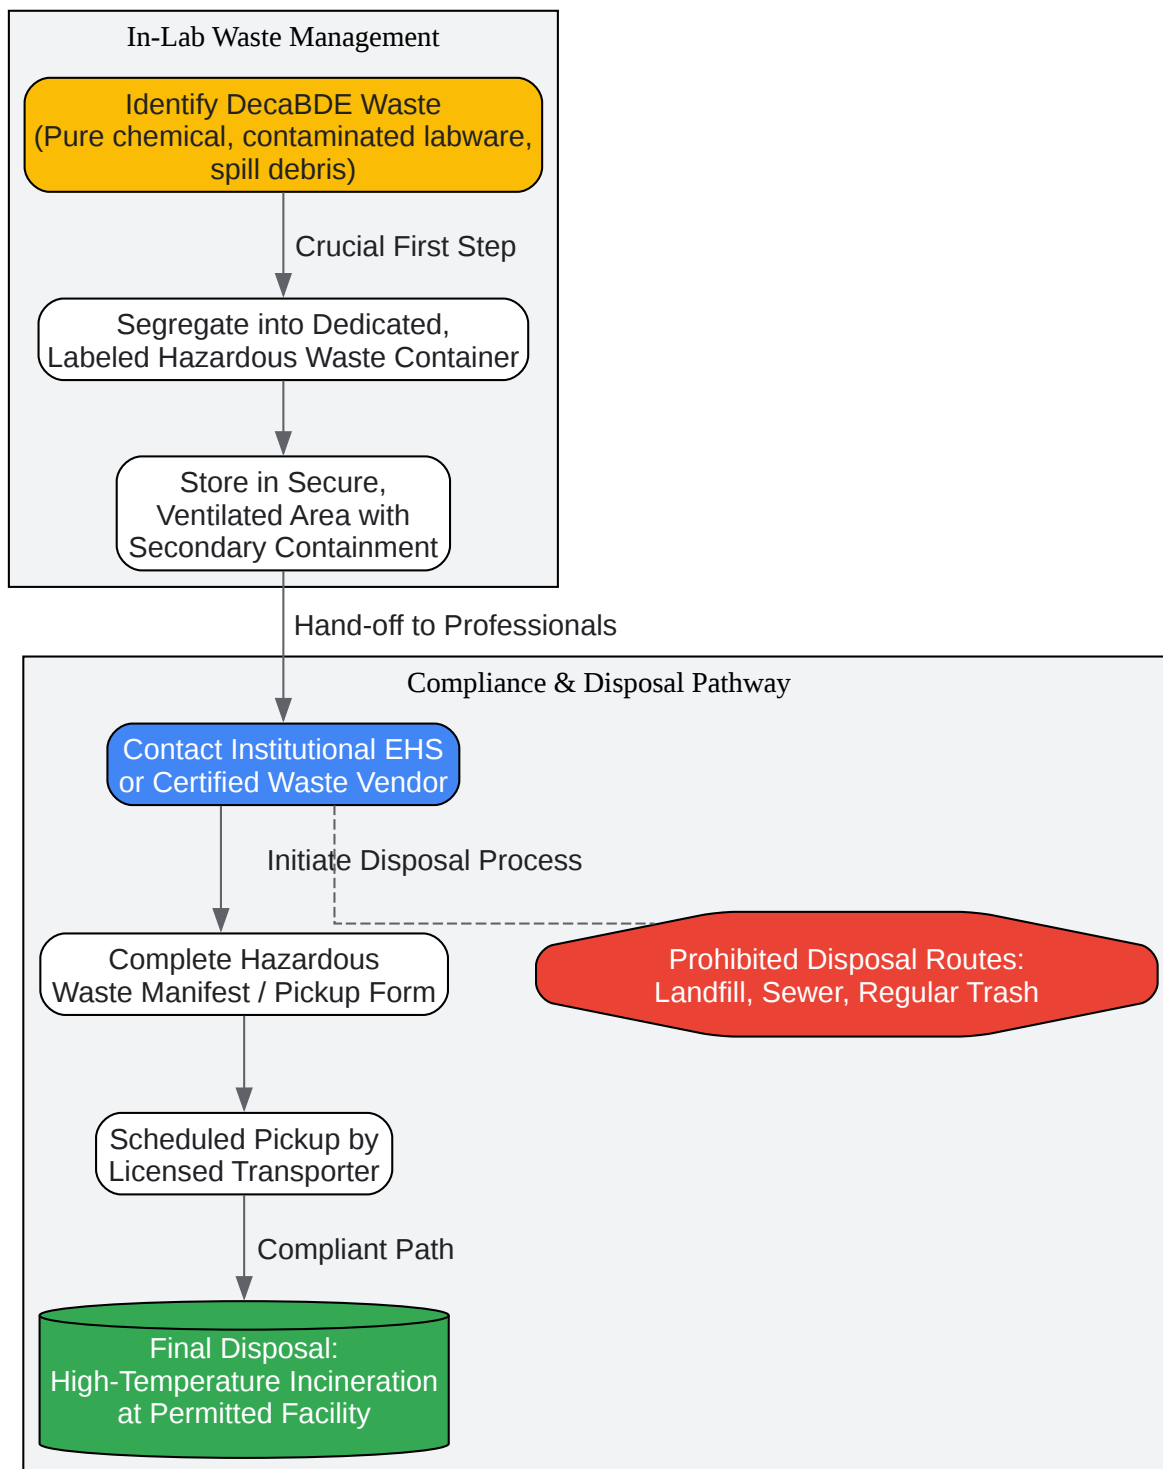 In-Lab Waste Management
Identify DecaBDE Waste
(Pure chemical, contaminated labware,
spill debris)
Crucial First Step
Segregate into Dedicated,
Labeled Hazardous Waste Container
Store in Secure,
Ventilated Area with
Secondary Containment
Hand-off to Professionals
Compliance & Disposal Pathway
Contact Institutional EHS
or Certified Waste Vendor
Initiate Disposal Process
Complete Hazardous
Waste Manifest / Pickup Form
Prohibited Disposal Routes:
Landfill, Sewer, Regular Trash
Scheduled Pickup by
Licensed Transporter
Compliant Path
Final Disposal:
High-Temperature Incineration
at Permitted Facility